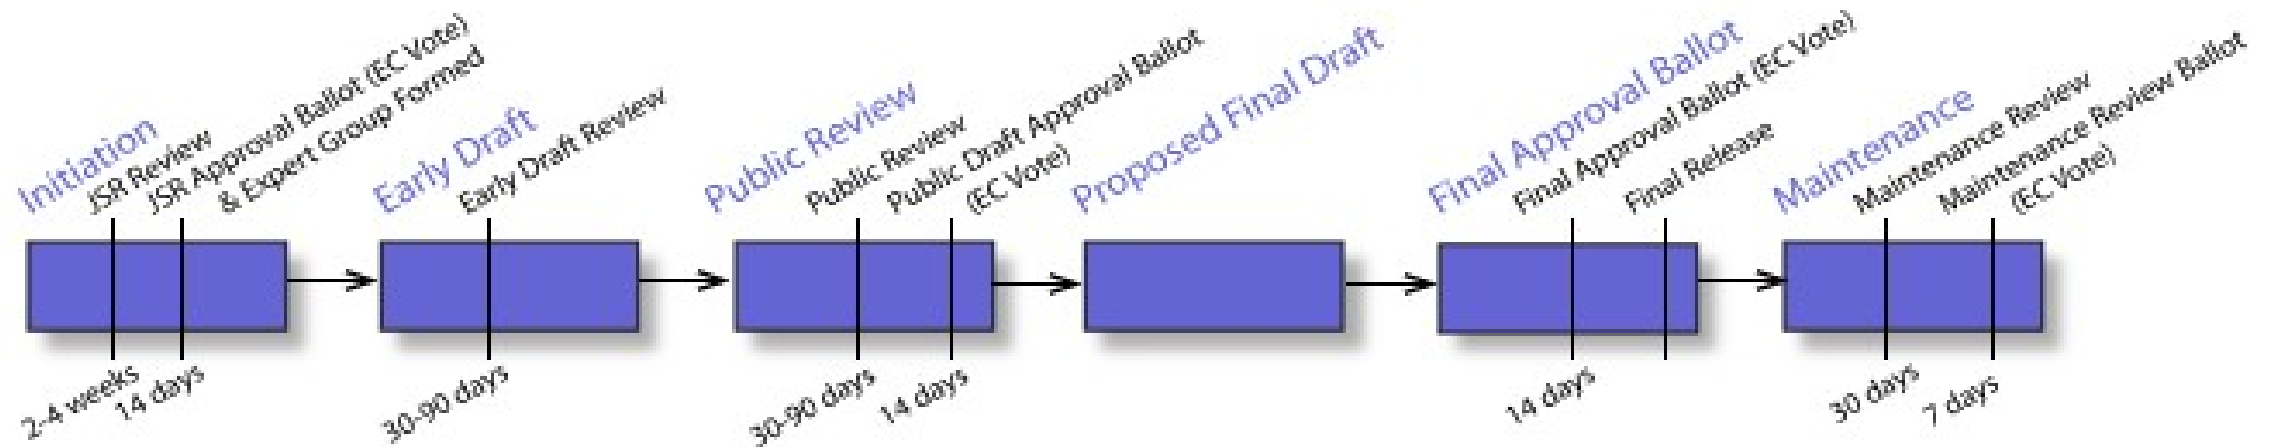 Initiation
JSR Review
JSR Approval Ballot (EC Vote)
& Expert Group Formed
Early Draft
Early Draft Review
Public Review
Public Review
Public Draft Approval Ballot
(EC Vote)
Proposed Final Draft
Final Approval Ballot
Final Approval Ballot (EC Vote)
Final Release
Maintenance
Maintenance Review
Maintenance Review Ballot
(EC Vote)
2-4 weeks
14 days
30-90 days
30-90 days
14 days
14 days
30 days
7 days